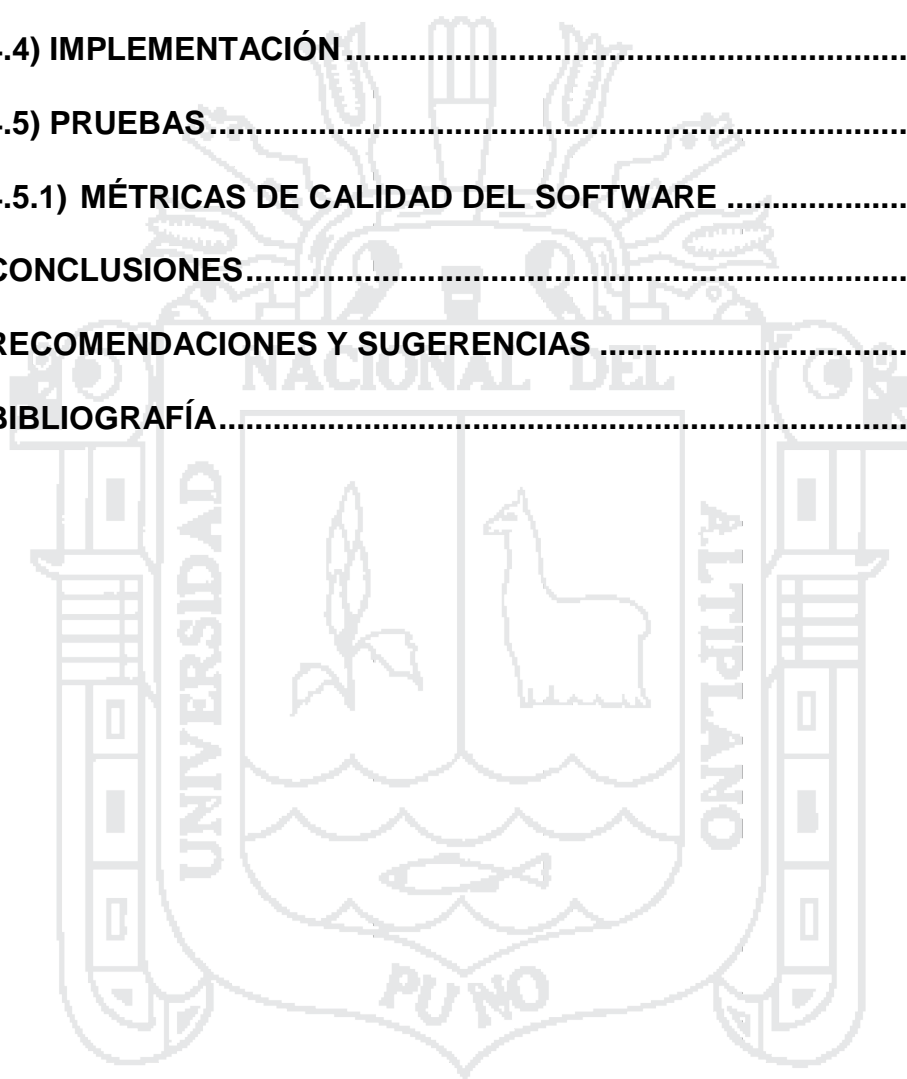 .4) IMPLEMENTACIÓN
.5) PRUEBAS
.5.1) MÉTRICAS DE CALIDAD DEL SOFTWARE
CONCLUSIONES
RECOMENDACIONES Y SUGERENCIAS
NACIONAL DEL
BIBLIOGRAFÍA
UNIVERSIDAD
ALTIPLANO
PUNO